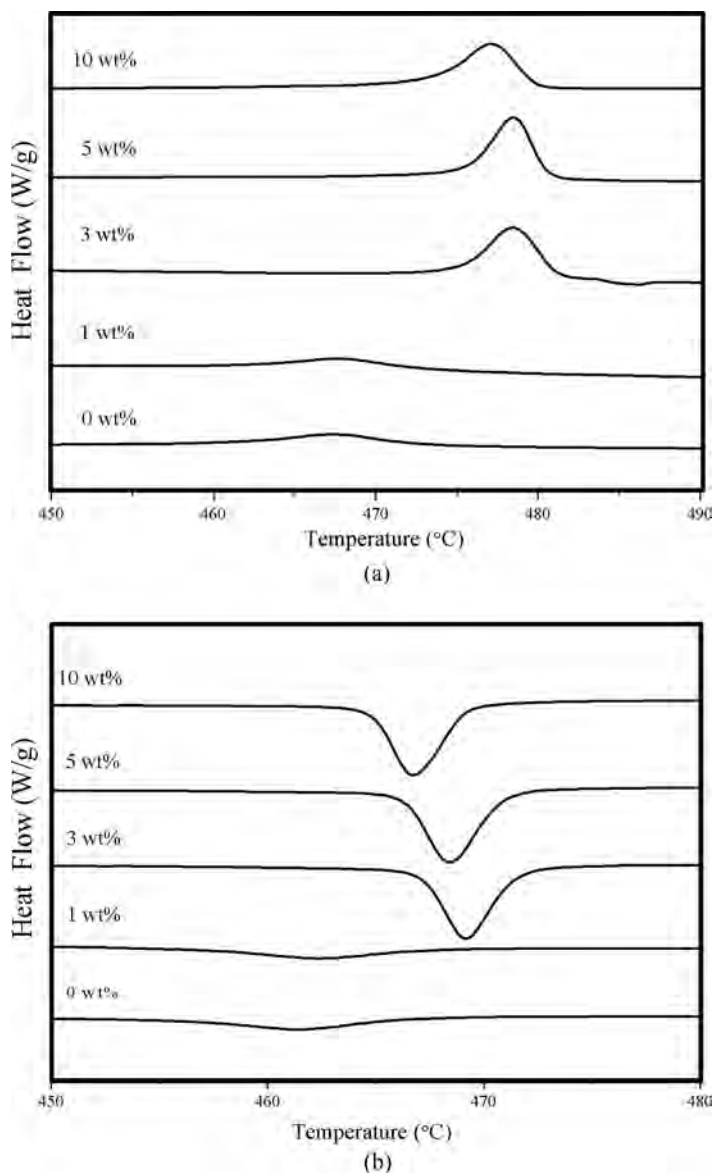 10 wt%
5 wt%
3 wt%
1 wt%
0 wt%
Heat Flow (W/g)
450 460 470 480 490
Temperature (°C)
(a)
10 wt%
5 wt%
3 wt%
1 wt%
0 wt%
Heat Flow (W/g)
450 460 470 480
Temperature (°C)
(b)